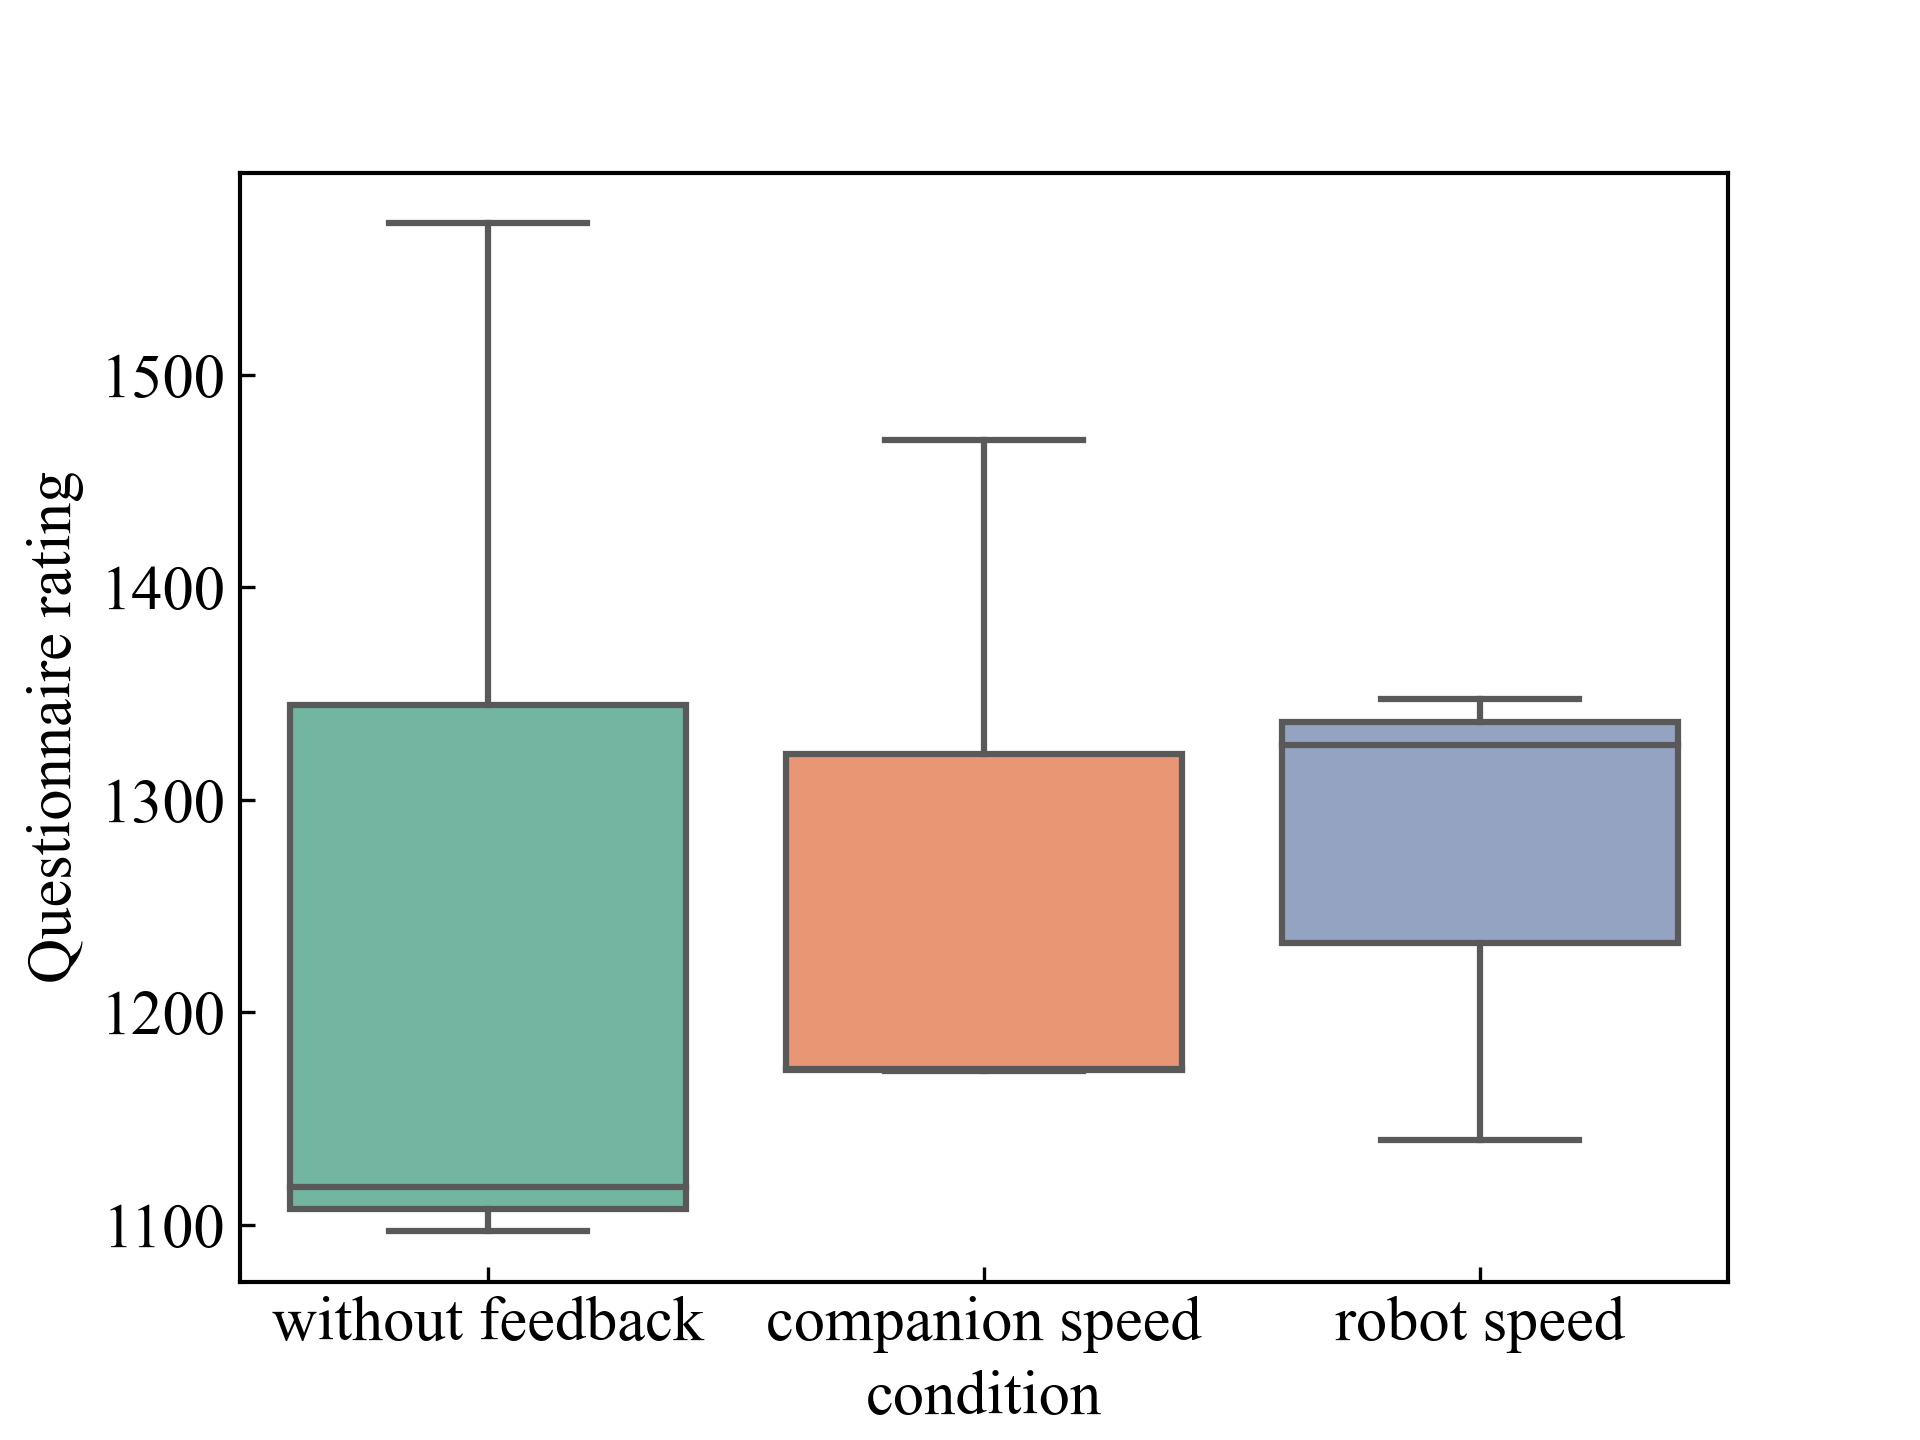 1500
1400
1300
1200
1100
Questionnaire rating
without feedback companion speed robot speed
condition